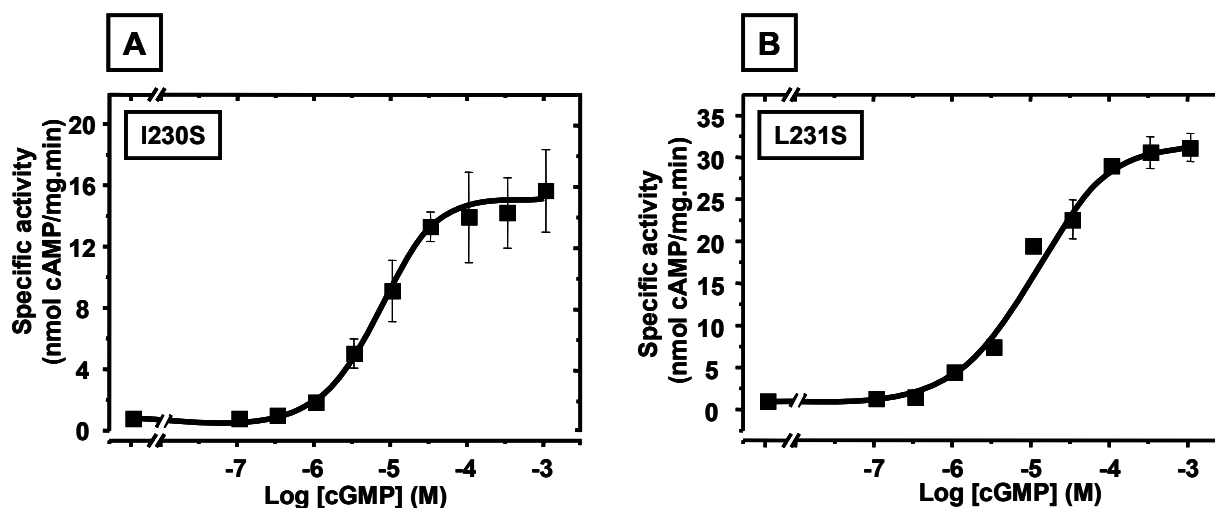 A
I230S
Specific activity
(nmol cAMP/mg.min)
20
16
12
8
4
0
-7 -6 -5 -4 -3
Log [cGMP] (M)
B
L231S
Specific activity
(nmol cAMP/mg.min)
35
30
25
20
15
10
5
0
-7 -6 -5 -4 -3
Log [cGMP] (M)